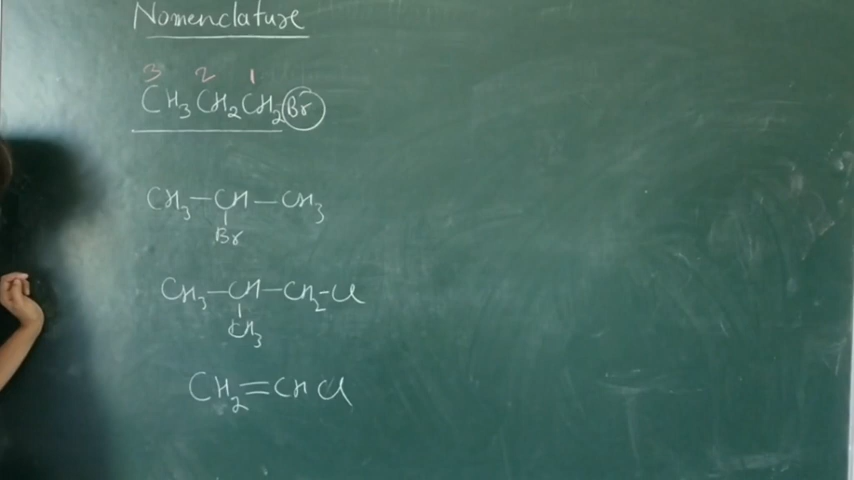 Nomenclature
3 2 1
CH3CH2CH2Br
CH3-CH-CH3
Br
CH3-CH-CH2-Cl
CH3
CH2=CHCl